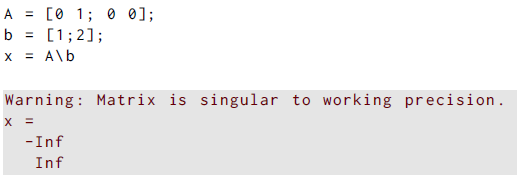 A = [0 1; 0 0];
b = [1;2];
x = A\b
Warning: Matrix is singular to working precision.
x =
-Inf
Inf